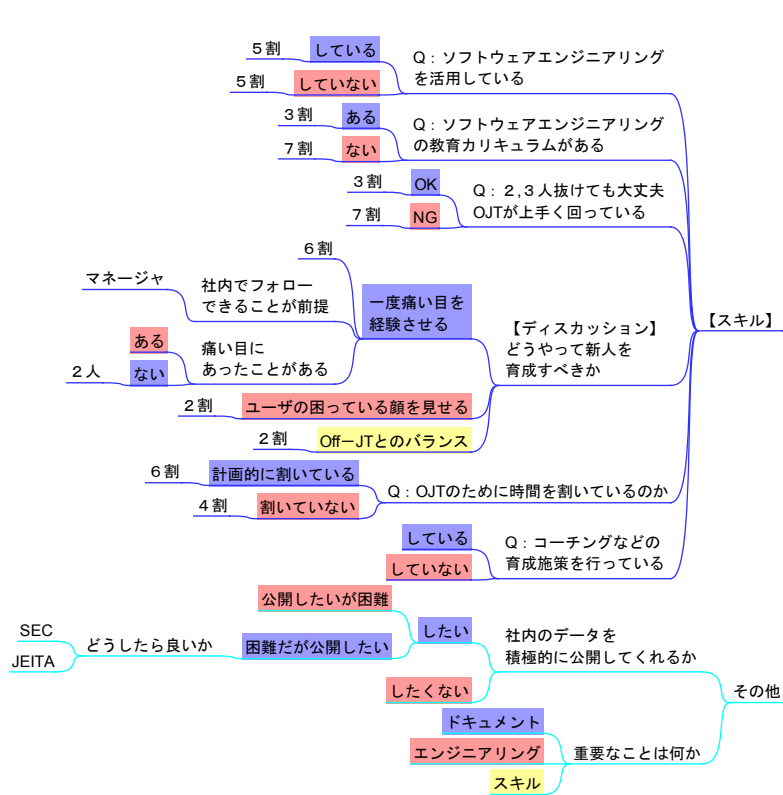 ５割
している
Q：ソフトウェアエンジニアリング
を活用している
５割
していない
３割
ある
Q：ソフトウェアエンジニアリング
の教育カリキュラムがある
７割
ない
３割
OK
Q：２,３人抜けても大丈夫
OJTが上手く回っている
７割
NG
６割
マネージャ
社内でフォロー
できることが前提
一度痛い目を
経験させる
ある
痛い目に
あったことがある
２人
ない
【ディスカッション】
どうやって新人を
育成すべきか
【スキル】
２割
ユーザの困っている顔を見せる
２割
Off－JTとのバランス
６割
計画的に割いている
Q：OJTのために時間を割いているのか
４割
割いていない
している
Q：コーチングなどの
育成施策を行っている
していない
公開したいが困難
したい
社内のデータを
積極的に公開してくれるか
SEC
どうしたら良いか
困難だが公開したい
JEITA
したくない
その他
ドキュメント
エンジニアリング
重要なことは何か
スキル